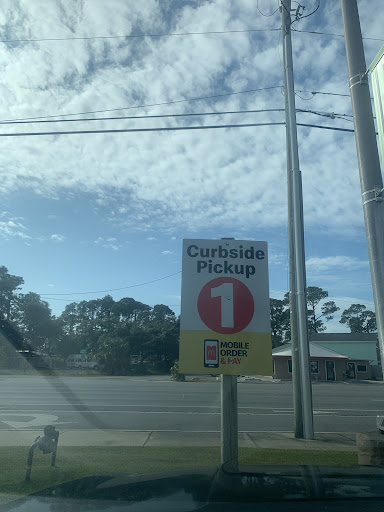 Curbside
Pickup
1
MOBILE
ORDER
& PAY